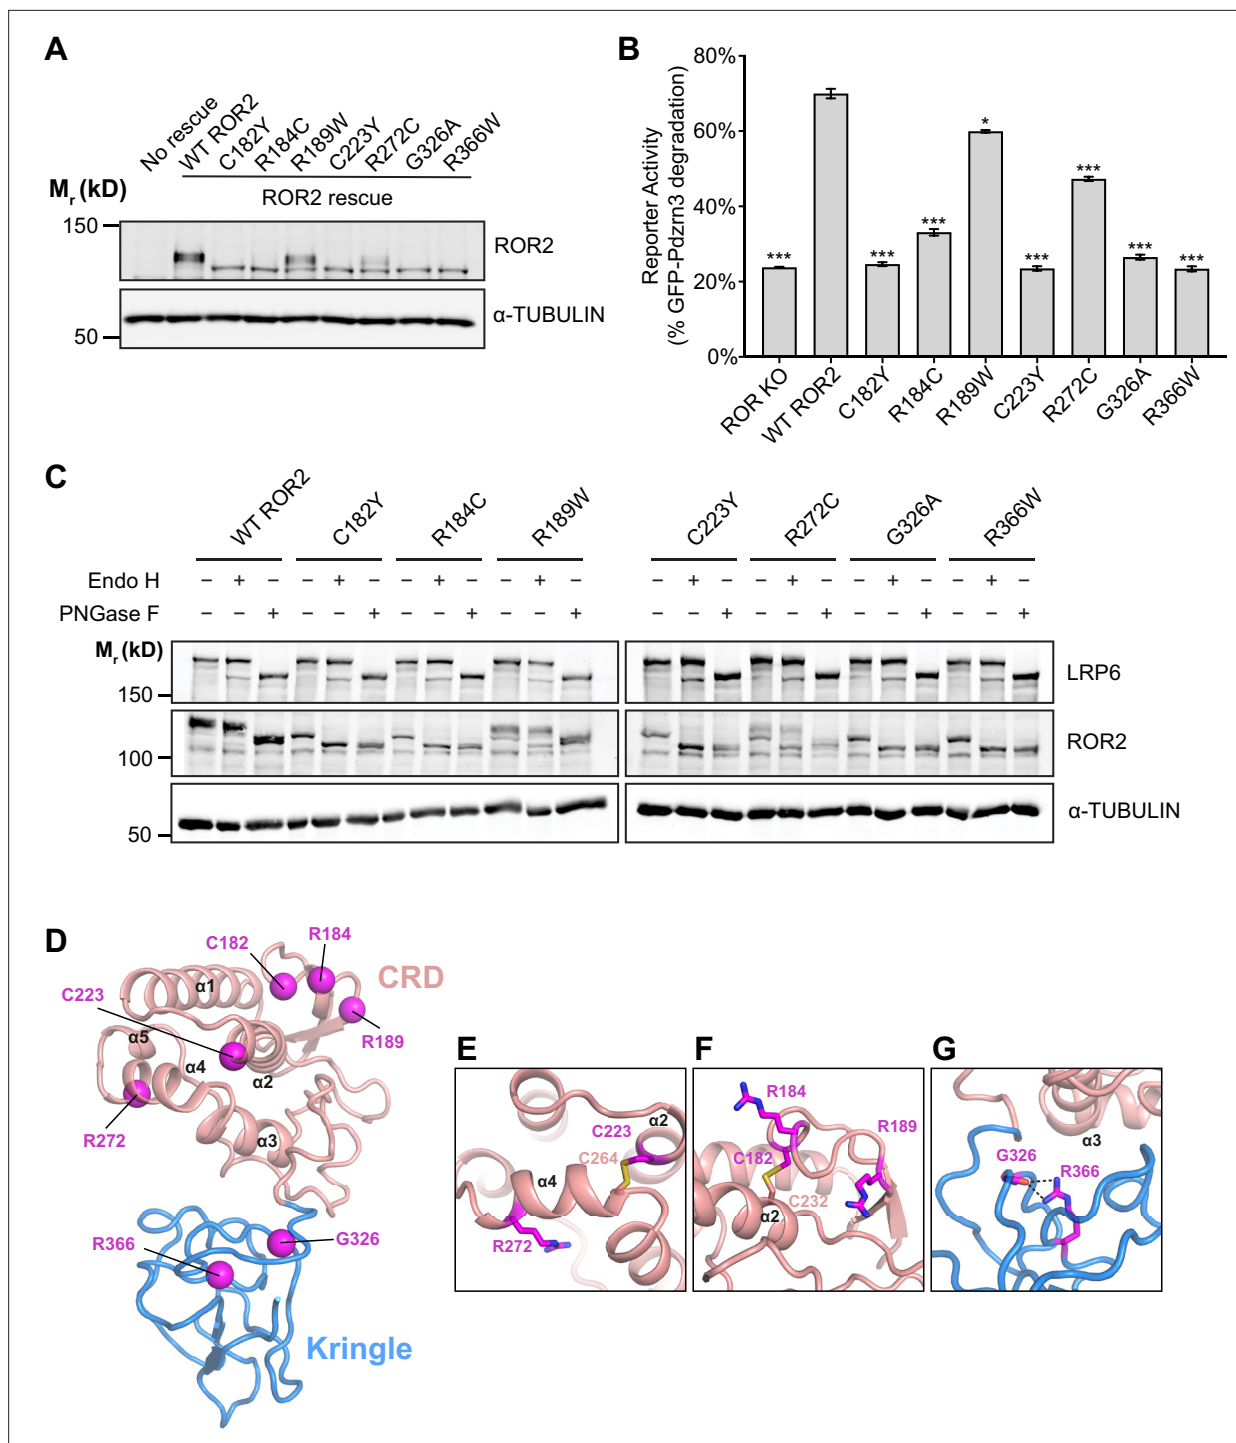 A
No rescue
WT ROR2
C182Y
R184C
R189W
C223Y
R272C
G326A
R366W
Mr (kD)
ROR2 rescue
150
ROR2
α-TUBULIN
50
B
Reporter Activity
(% GFP-Pdzrn3 degradation)
80%
60%
40%
20%
0%
***
***
***
*
***
***
***
***
ROR KO
WT ROR2
C182Y
R184C
R189W
C223Y
R272C
G326A
R366W
C
WT ROR2
C182Y
R184C
R189W
C223Y
R272C
G326A
R366W
Endo H – + – – + – – + – – + – – + – – + – – + – – + –
PNGase F – – + – – + – – + – – + – – + – – + – – + – – +
Mr (kD)
LRP6
150
ROR2
100
α-TUBULIN
50
D
C182
R184
CRD
α1
C223
R189
α5
α4
α2
R272
α3
R366
G326
Kringle
E
α2
C223
C264
α4
R272
F
R184
R189
C182
C232
α2
G
α3
G326
R366